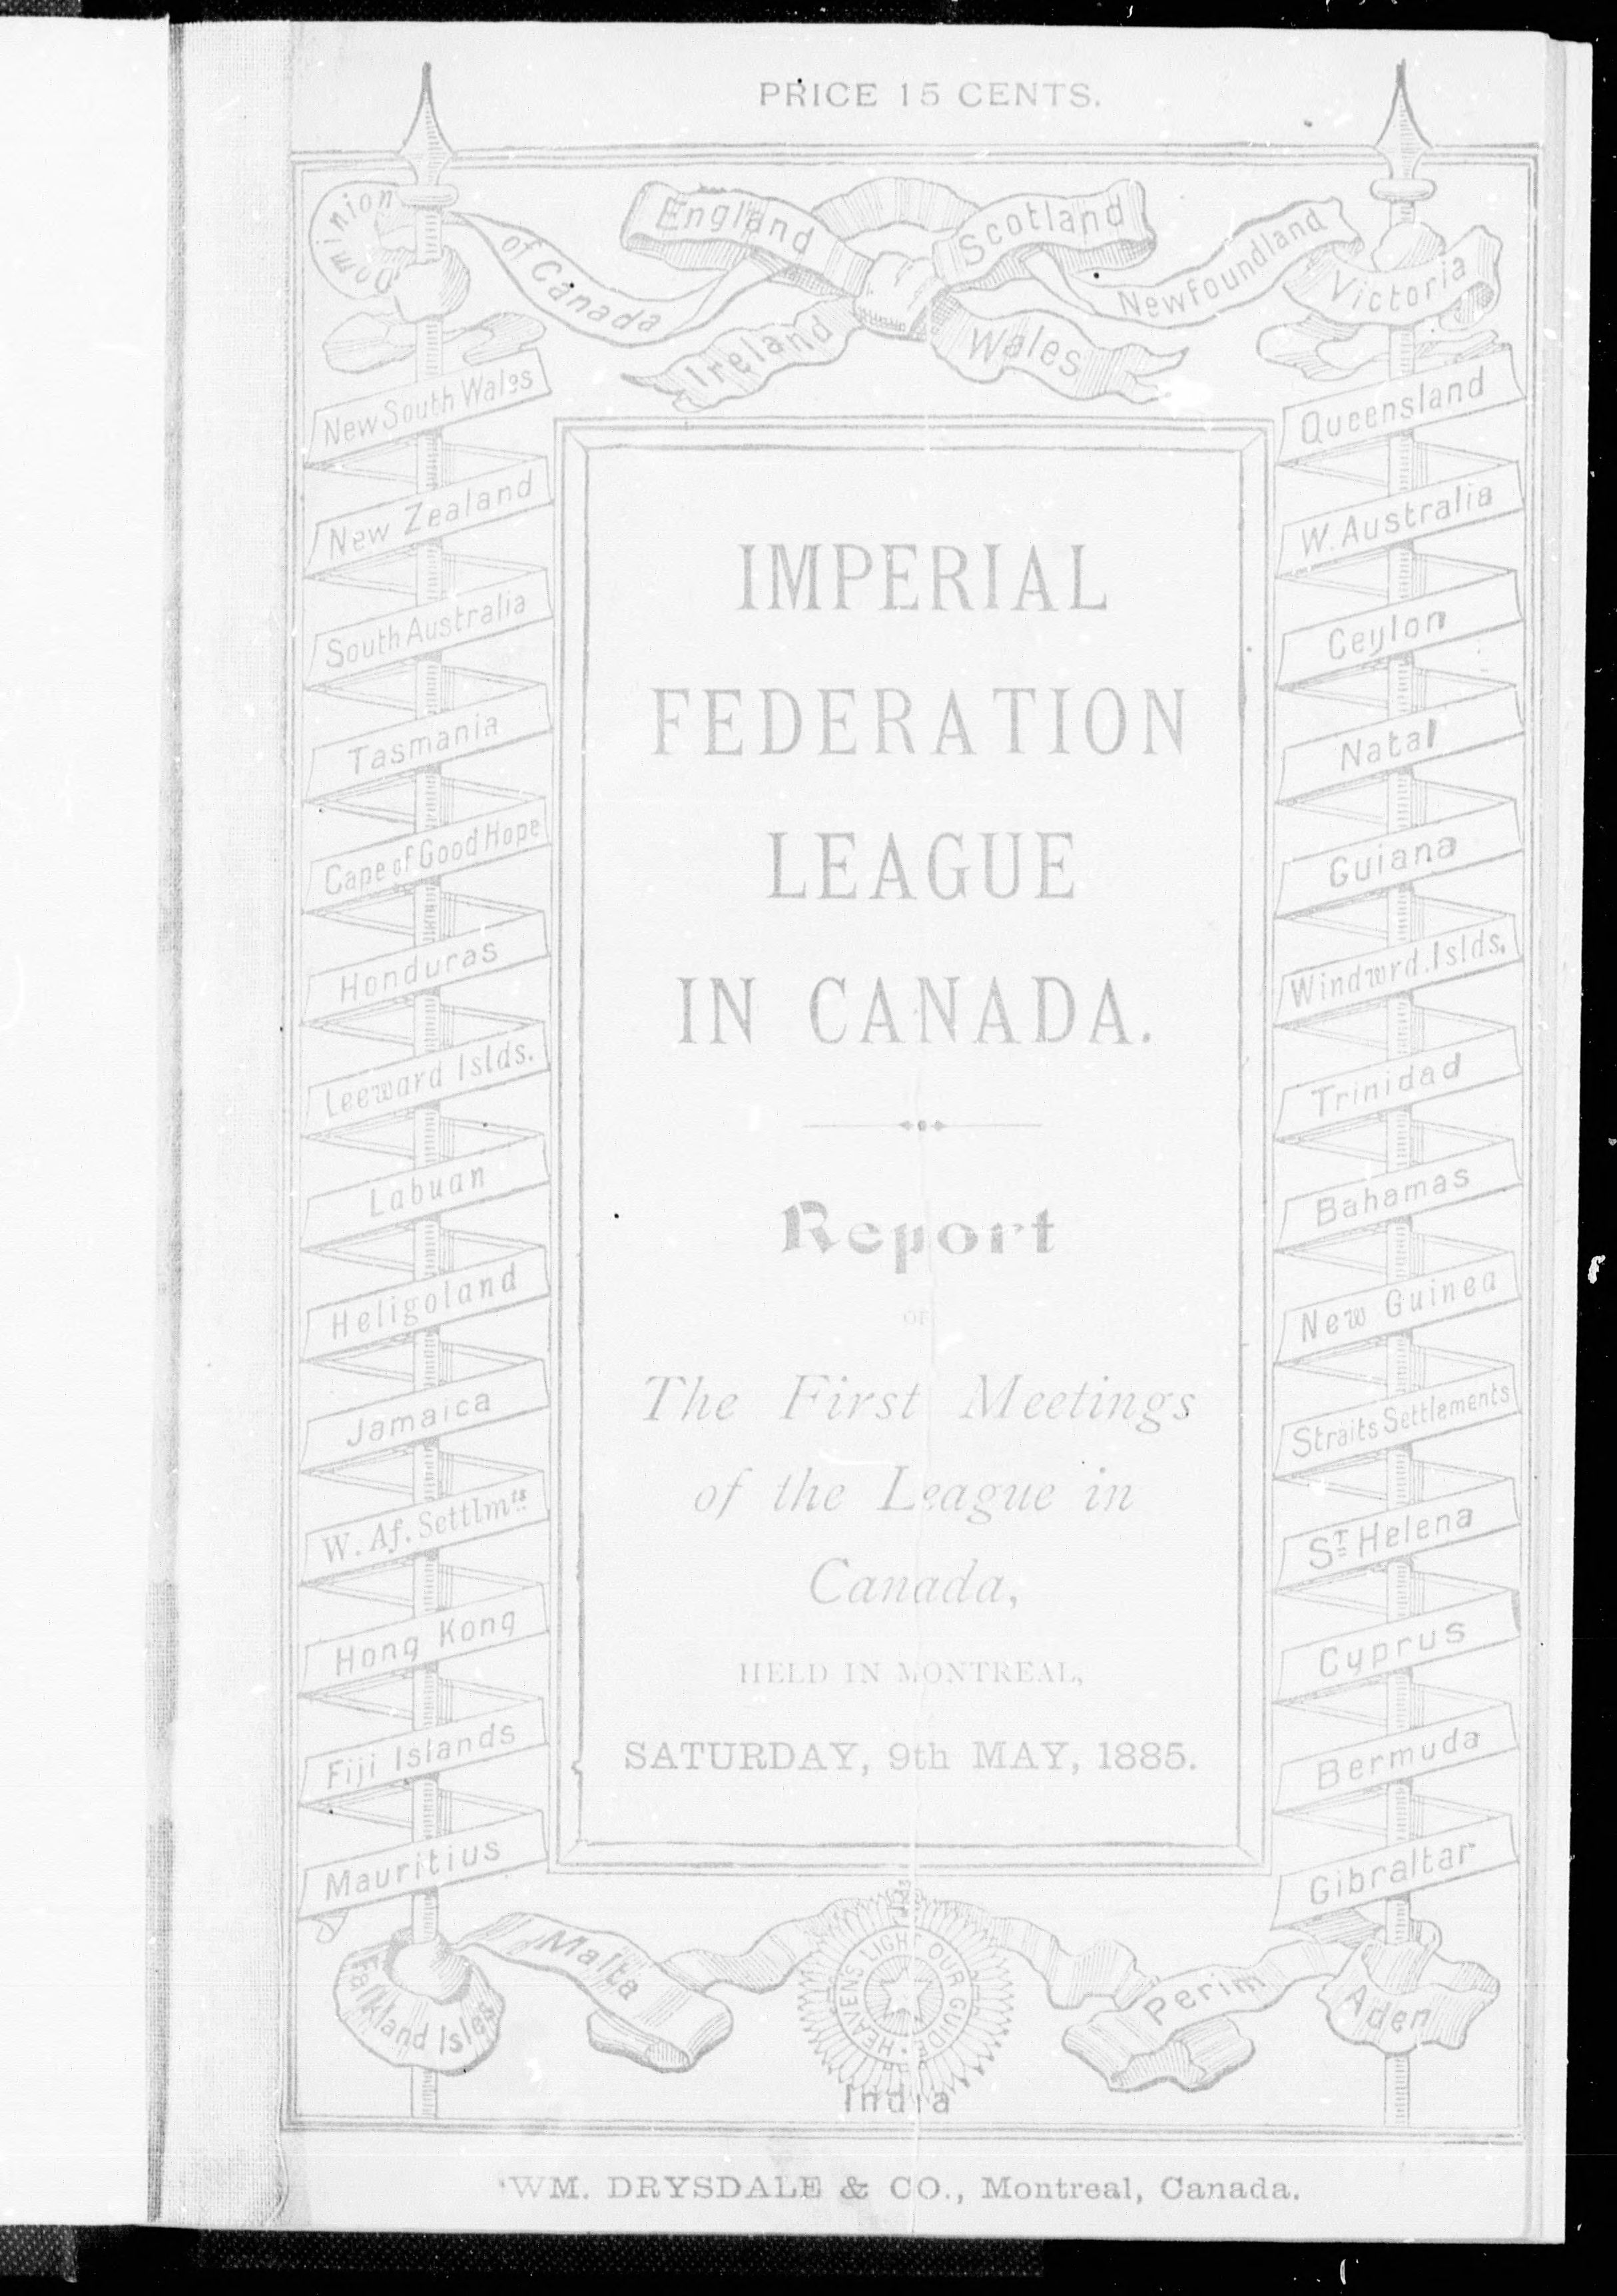 PRICE 15 CENTS.
Dominion
of Canada
England
Scotland
Ireland
Wales
Newfoundland
Victoria
New South Wales
New Zealand
South Australia
Tasmania
Cape of Good Hope
Honduras
Leeward Islds.
Labuan
Heligoland
Jamaica
W. Af. Settlmts
Hong Kong
Fiji Islands
Mauritius
Falkland Isles
Malta
IMPERIAL
FEDERATION
LEAGUE
IN CANADA.
Report
OF
The First Meetings
of the League in
Canada,
HELD IN MONTREAL,
SATURDAY, 9th MAY, 1885.
Queensland
W. Australia
Ceylon
Natal
Guiana
Windwrd. Islds.
Trinidad
Bahamas
New Guinea
Straits Settlements
ST Helena
Cyprus
Bermuda
Gibraltar
Aden
Perim
HEAVENS LIGHT OUR GUIDE
India
WM. DRYSDALE & CO., Montreal, Canada.